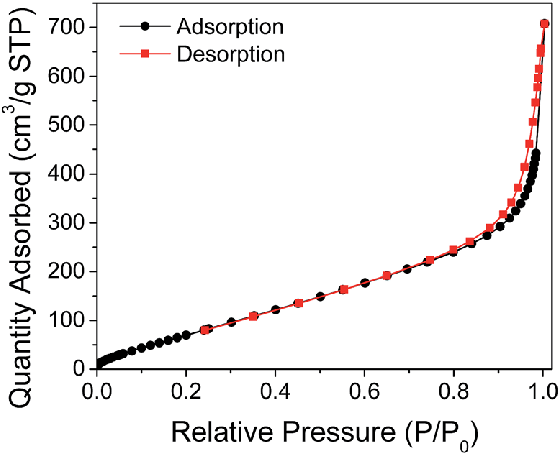 Adsorption
Desorption
Quantity Adsorbed (cm³/g STP)
700
600
500
400
300
200
100
0
0.0 0.2 0.4 0.6 0.8 1.0
Relative Pressure (P/P₀)